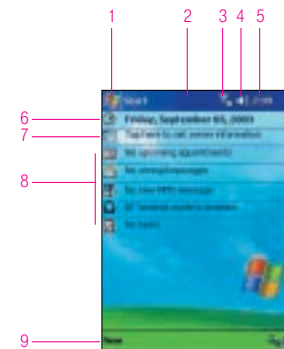 1 2 3 4 5
Start
6 Friday, September 05, 2003
7 Tap here to set owner information
No upcoming appointments
8 No unread messages
No new MMS message
No tasks
9 New